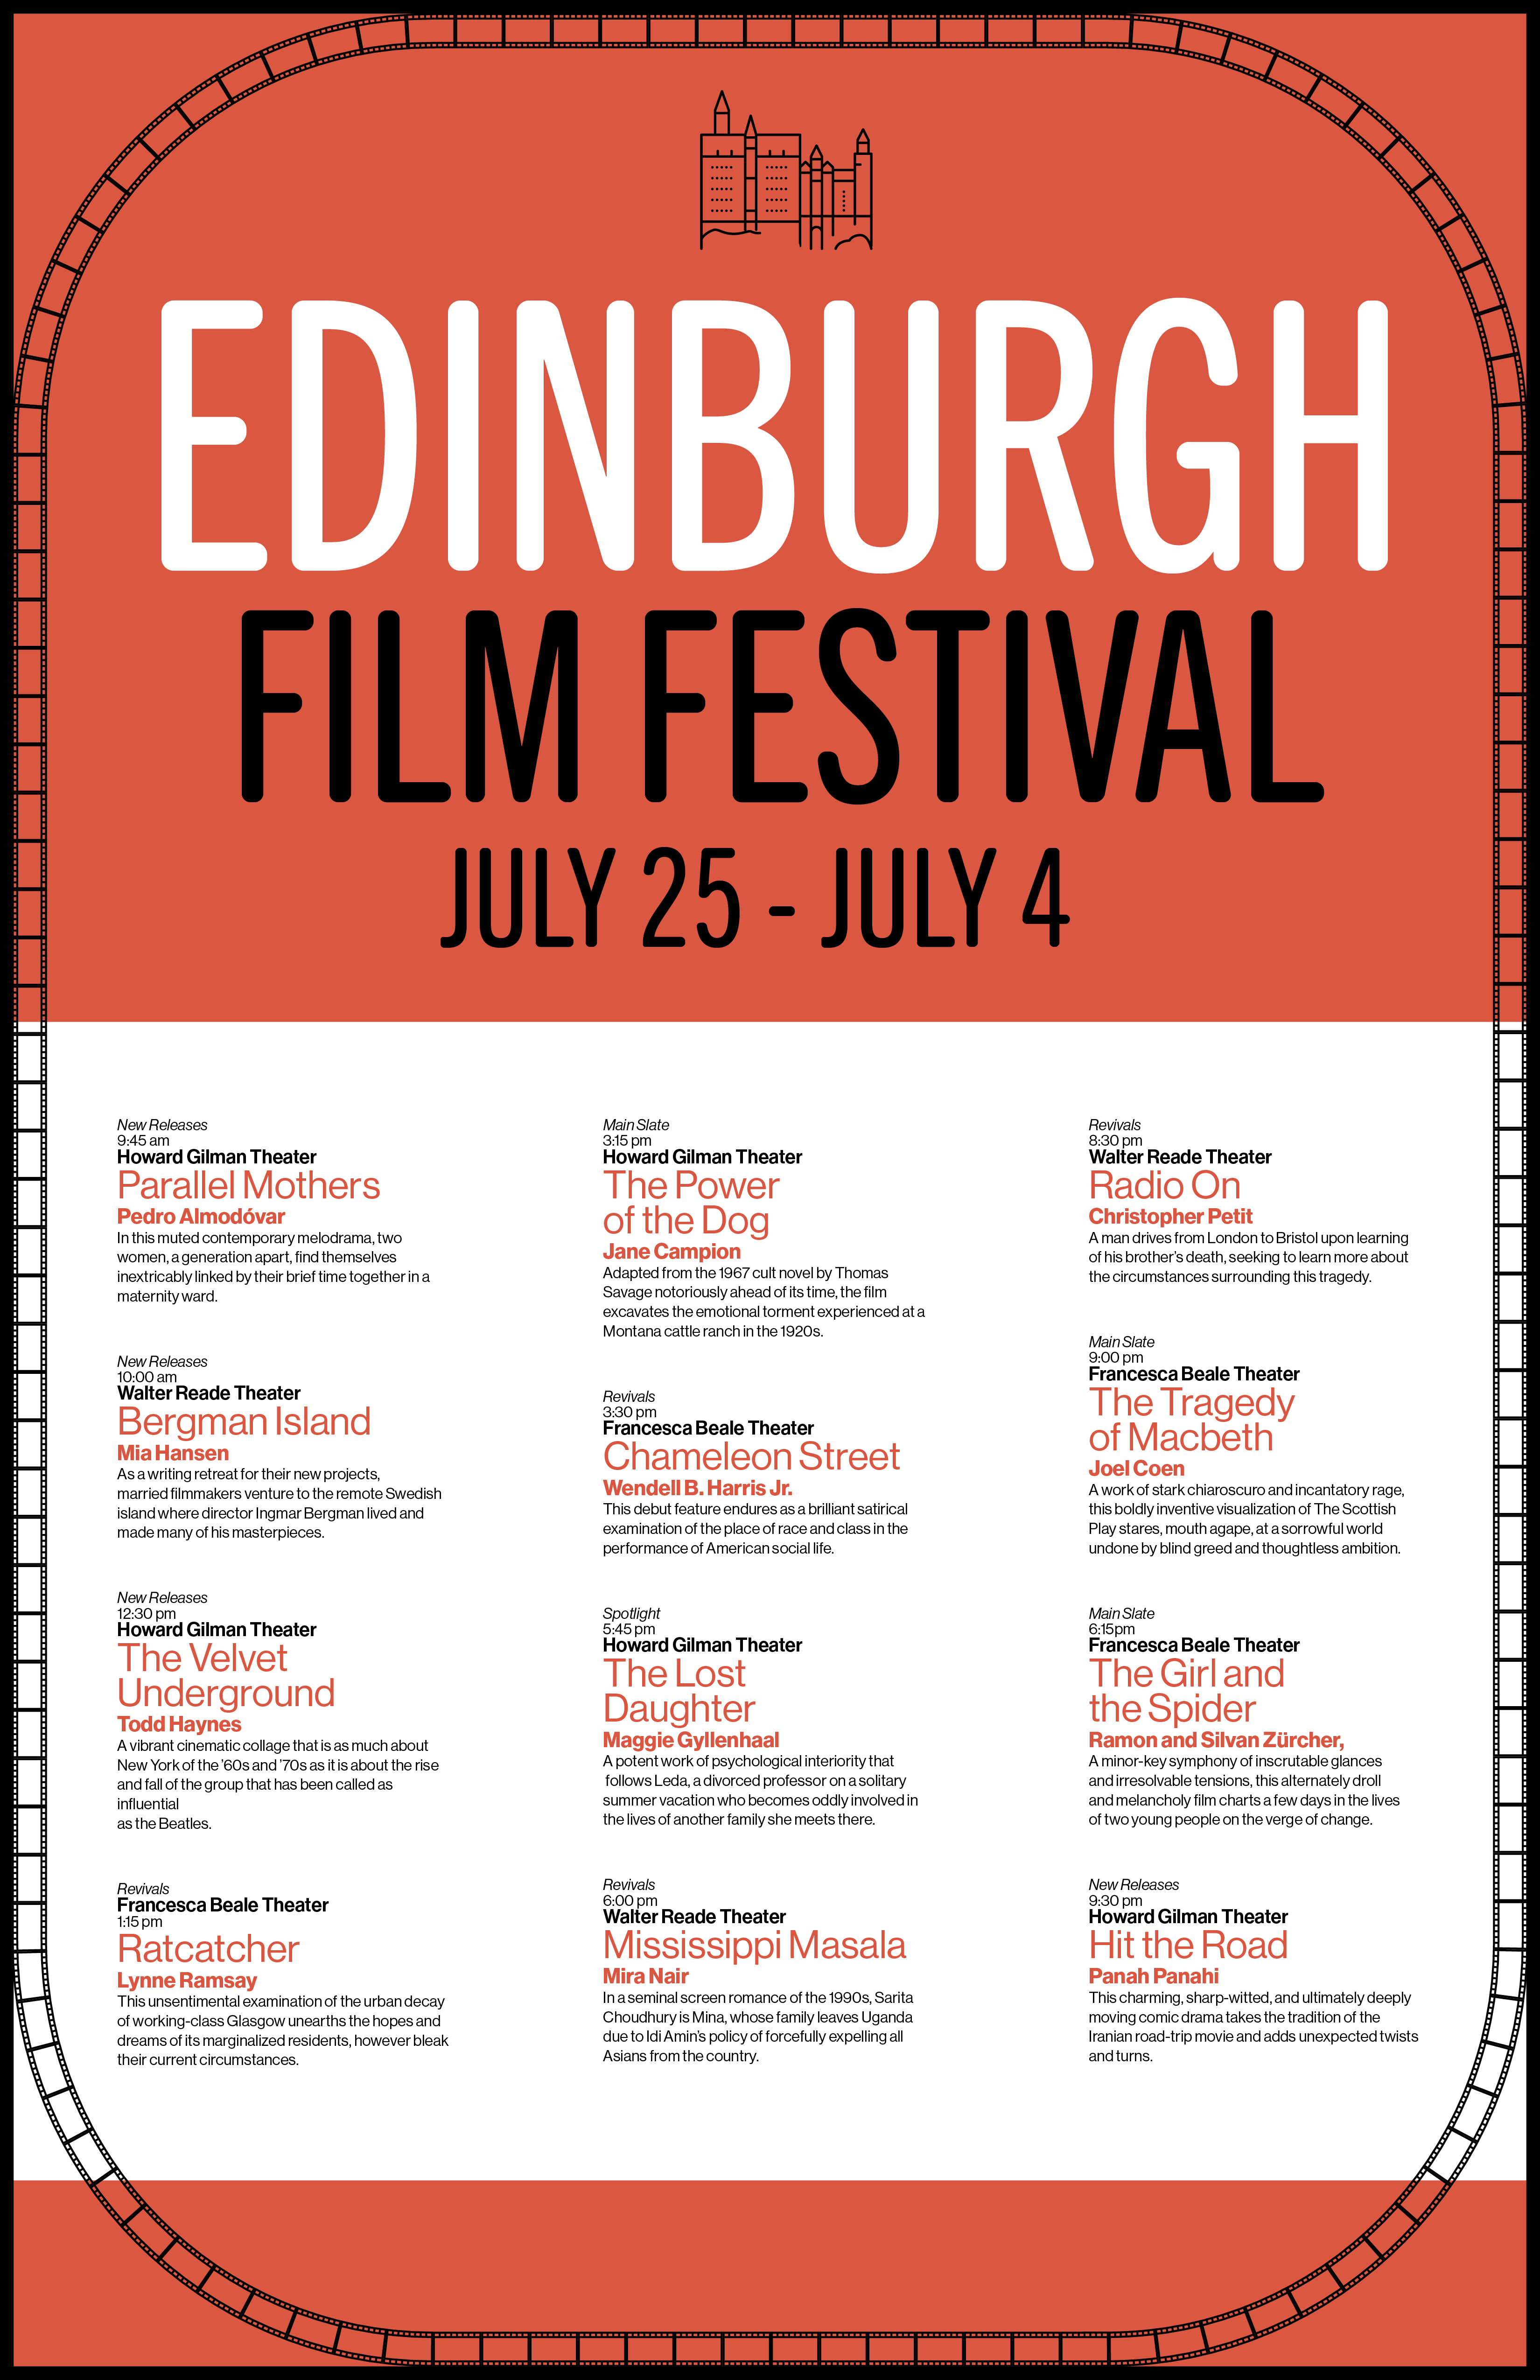 EDINBURGH
FILM FESTIVAL
JULY 25 - JULY 4
New Releases
9:45 am
Howard Gilman Theater
Parallel Mothers
Pedro Almodóvar
In this muted contemporary melodrama, two
women, a generation apart, find themselves
inextricably linked by their brief time together in a
maternity ward.
New Releases
10:00 am
Walter Reade Theater
Bergman Island
Mia Hansen
As a writing retreat for their new projects,
married filmmakers venture to the remote Swedish
island where director Ingmar Bergman lived and
made many of his masterpieces.
New Releases
12:30 pm
Howard Gilman Theater
The Velvet
Underground
Todd Haynes
A vibrant cinematic collage that is as much about
New York of the ’60s and ’70s as it is about the rise
and fall of the group that has been called as
influential
as the Beatles.
Revivals
Francesca Beale Theater
1:15 pm
Ratcatcher
Lynne Ramsay
This unsentimental examination of the urban decay
of working-class Glasgow unearths the hopes and
dreams of its marginalized residents, however bleak
their current circumstances.
Main Slate
3:15 pm
Howard Gilman Theater
The Power
of the Dog
Jane Campion
Adapted from the 1967 cult novel by Thomas
Savage notoriously ahead of its time, the film
excavates the emotional torment experienced at a
Montana cattle ranch in the 1920s.
Revivals
3:30 pm
Francesca Beale Theater
Chameleon Street
Wendell B. Harris Jr.
This debut feature endures as a brilliant satirical
examination of the place of race and class in the
performance of American social life.
Spotlight
5:45 pm
Howard Gilman Theater
The Lost
Daughter
Maggie Gyllenhaal
A potent work of psychological interiority that
follows Leda, a divorced professor on a solitary
summer vacation who becomes oddly involved in
the lives of another family she meets there.
Revivals
6:00 pm
Walter Reade Theater
Mississippi Masala
Mira Nair
In a seminal screen romance of the 1990s, Sarita
Choudhury is Mina, whose family leaves Uganda
due to Idi Amin’s policy of forcefully expelling all
Asians from the country.
Revivals
8:30 pm
Walter Reade Theater
Radio On
Christopher Petit
A man drives from London to Bristol upon learning
of his brother’s death, seeking to learn more about
the circumstances surrounding this tragedy.
Main Slate
9:00 pm
Francesca Beale Theater
The Tragedy
of Macbeth
Joel Coen
A work of stark chiaroscuro and incantatory rage,
this boldly inventive visualization of The Scottish
Play stares, mouth agape, at a sorrowful world
undone by blind greed and thoughtless ambition.
Main Slate
6:15pm
Francesca Beale Theater
The Girl and
the Spider
Ramon and Silvan Zürcher,
A minor-key symphony of inscrutable glances
and irresolvable tensions, this alternately droll
and melancholy film charts a few days in the lives
of two young people on the verge of change.
New Releases
9:30 pm
Howard Gilman Theater
Hit the Road
Panah Panahi
This charming, sharp-witted, and ultimately deeply
moving comic drama takes the tradition of the
Iranian road-trip movie and adds unexpected twists
and turns.